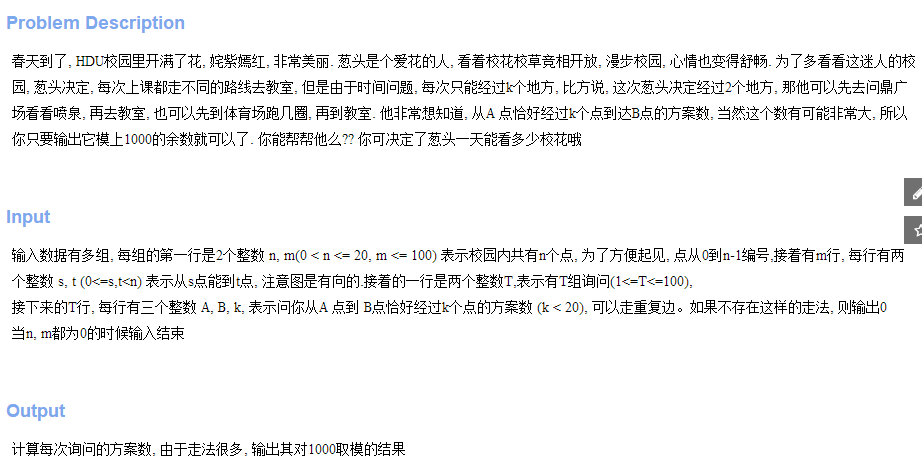 Problem Description
春天到了, HDU校园里开满了花, 姹紫嫣红, 非常美丽. 葱头是个爱花的人, 看着校花校草竞相开放, 漫步校园, 心情也变得舒畅. 为了多看看这迷人的校
园, 葱头决定, 每次上课都走不同的路线去教室, 但是由于时间问题, 每次只能经过k个地方, 比方说, 这次葱头决定经过2个地方, 那他可以先去问鼎广
场看看喷泉, 再去教室, 也可以先到体育场跑几圈, 再到教室. 他非常想知道, 从A 点恰好经过k个点到达B点的方案数, 当然这个数有可能非常大, 所以
你只要输出它模上1000的余数就可以了. 你能帮帮他么?? 你可决定了葱头一天能看多少校花哦
Input
输入数据有多组, 每组的第一行是2个整数 n, m(0 < n <= 20, m <= 100) 表示校园内共有n个点, 为了方便起见, 点从0到n-1编号,接着有m行, 每行有两
个整数 s, t (0<=s,t<n) 表示从s点能到t点, 注意图是有向的.接着的一行是两个整数T,表示有T组询问(1<=T<=100),
接下来的T行, 每行有三个整数 A, B, k, 表示问你从A 点到 B点恰好经过k个点的方案数 (k < 20), 可以走重复边。如果不存在这样的走法, 则输出0
当n, m都为0的时候输入结束
Output
计算每次询问的方案数, 由于走法很多, 输出其对1000取模的结果